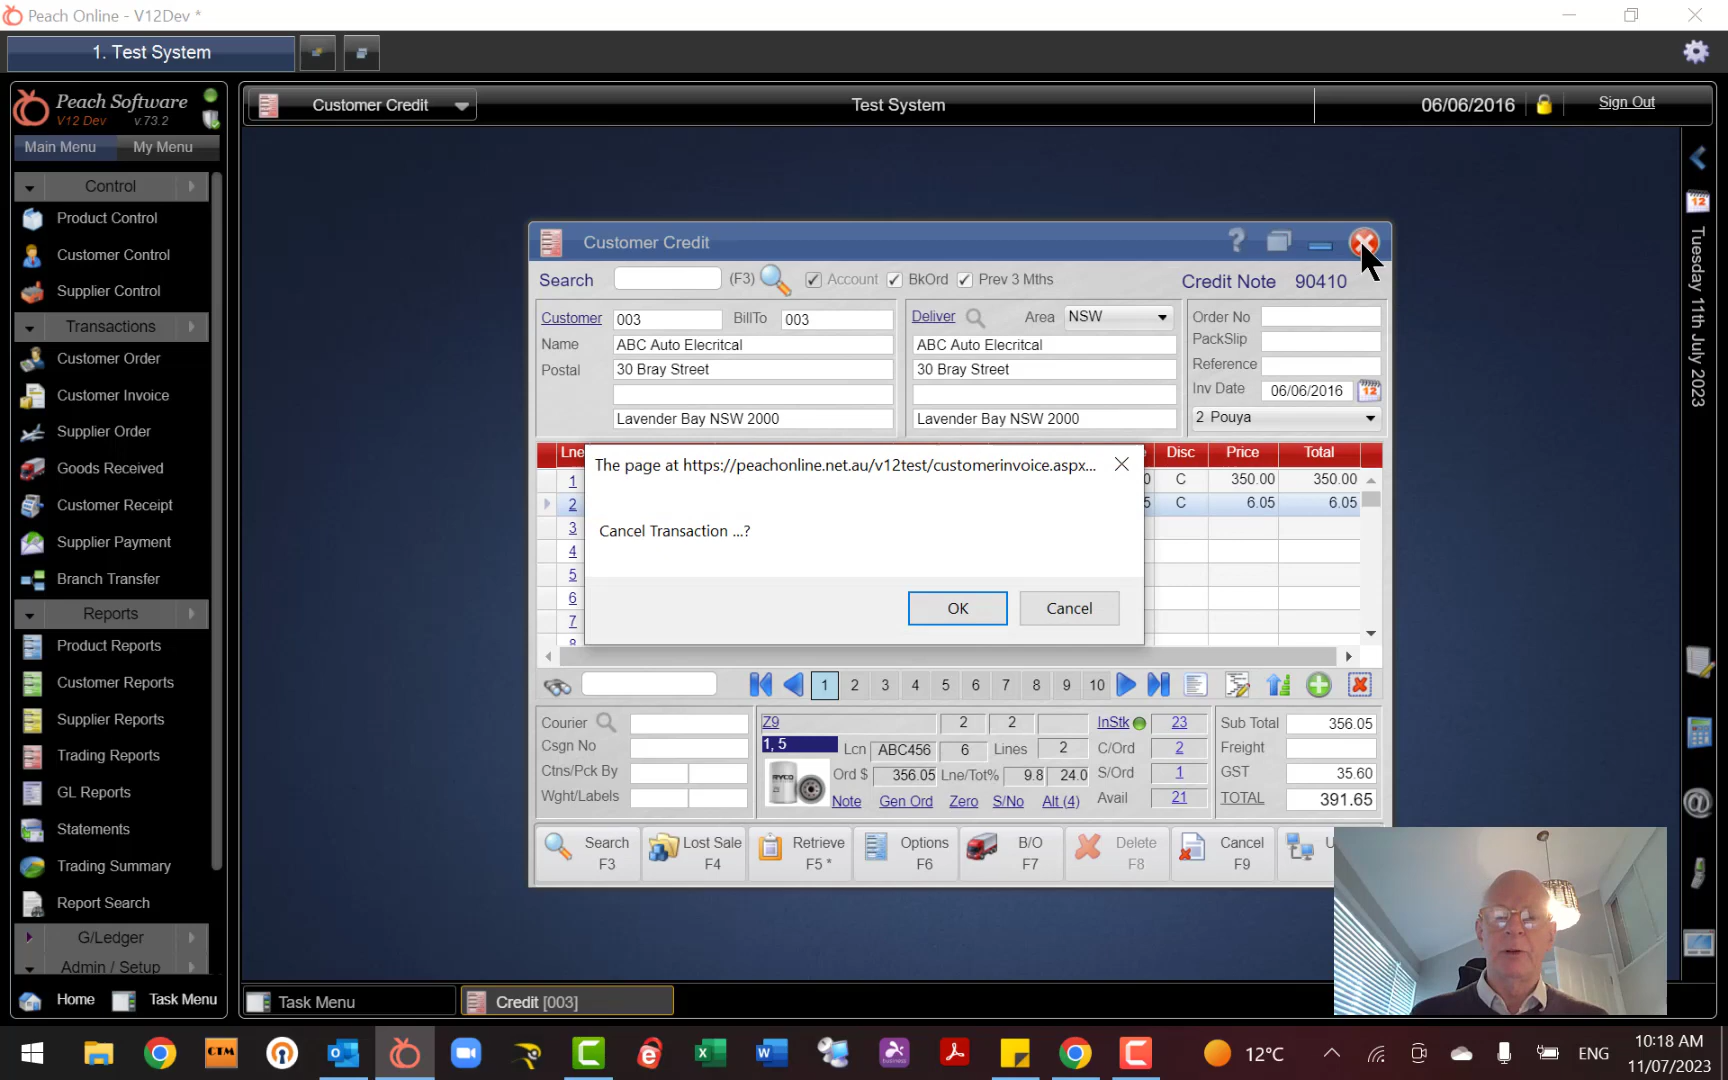 Peach Online - V12Dev *
1. Test System
Peach Software
V12 Dev v.73.2
Main Menu My Menu
Control
Product Control
Customer Control
Supplier Control
Transactions
Customer Order
Customer Invoice
Supplier Order
Goods Received
Customer Receipt
Supplier Payment
Branch Transfer
Reports
Product Reports
Customer Reports
Supplier Reports
Trading Reports
GL Reports
Statements
Trading Summary
Report Search
G/Ledger
Admin / Setup
Home Task Menu
Customer Credit
Test System
06/06/2016
Sign Out
Customer Credit
Search (F3) Account BkOrd Prev 3 Mths Credit Note 90410
Customer 003 BillTo 003
Name ABC Auto Elecritcal
Postal 30 Bray Street
Lavender Bay NSW 2000
Deliver Area NSW
ABC Auto Elecritcal
30 Bray Street
Lavender Bay NSW 2000
Order No
PackSlip
Reference
Inv Date 06/06/2016 12
2 Pouya
Lne Disc Price Total
1 0 C 350.00 350.00
2 5 C 6.05 6.05
3
4
5
6
7
8
The page at https://peachonline.net.au/v12test/customerinvoice.aspx...
Cancel Transaction ...?
OK Cancel
1 2 3 4 5 6 7 8 9 10
Courier
Csgn No
Ctns/Pck By
Wght/Labels
Z9 2 2
1, 5 Lcn ABC456 6 Lines 2
RYCO Ord $ 356.05 Lne/Tot% 9.8 24.0
Note Gen Ord Zero S/No Alt (4)
InStk 23
C/Ord 2
S/Ord 1
Avail 21
Sub Total 356.05
Freight
GST 35.60
TOTAL 391.65
Search F3
Lost Sale F4
Retrieve F5 *
Options F6
B/O F7
Delete F8
Cancel F9
U
Task Menu Credit [003]
12
Tuesday 11th July 2023
CTM
12°C
ENG
10:18 AM
11/07/2023